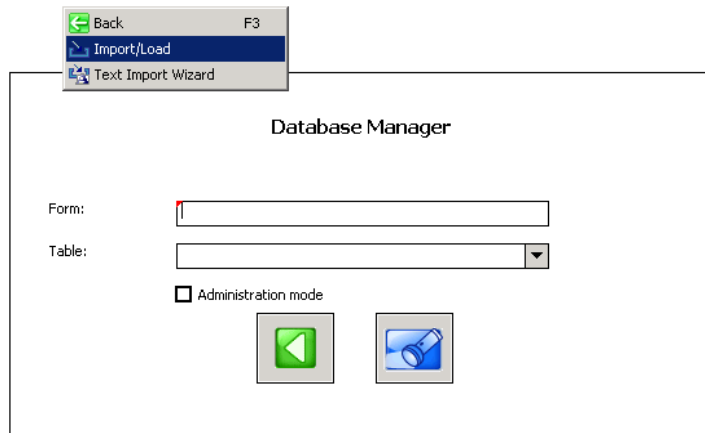 Back F3
Import/Load
Text Import Wizard
Database Manager
Form:
Table:
Administration mode